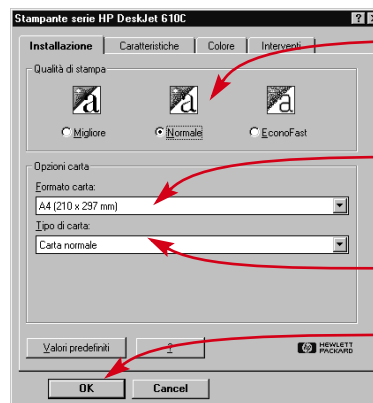 Stampante serie HP DeskJet 610C
Installazione Caratteristiche Colore Interventi
Qualità di stampa
Migliore Normale EconoFast
Opzioni carta
Formato carta:
A4 (210 x 297 mm)
Tipo di carta:
Carta normale
Valori predefiniti ?
HEWLETT
PACKARD
OK Cancel